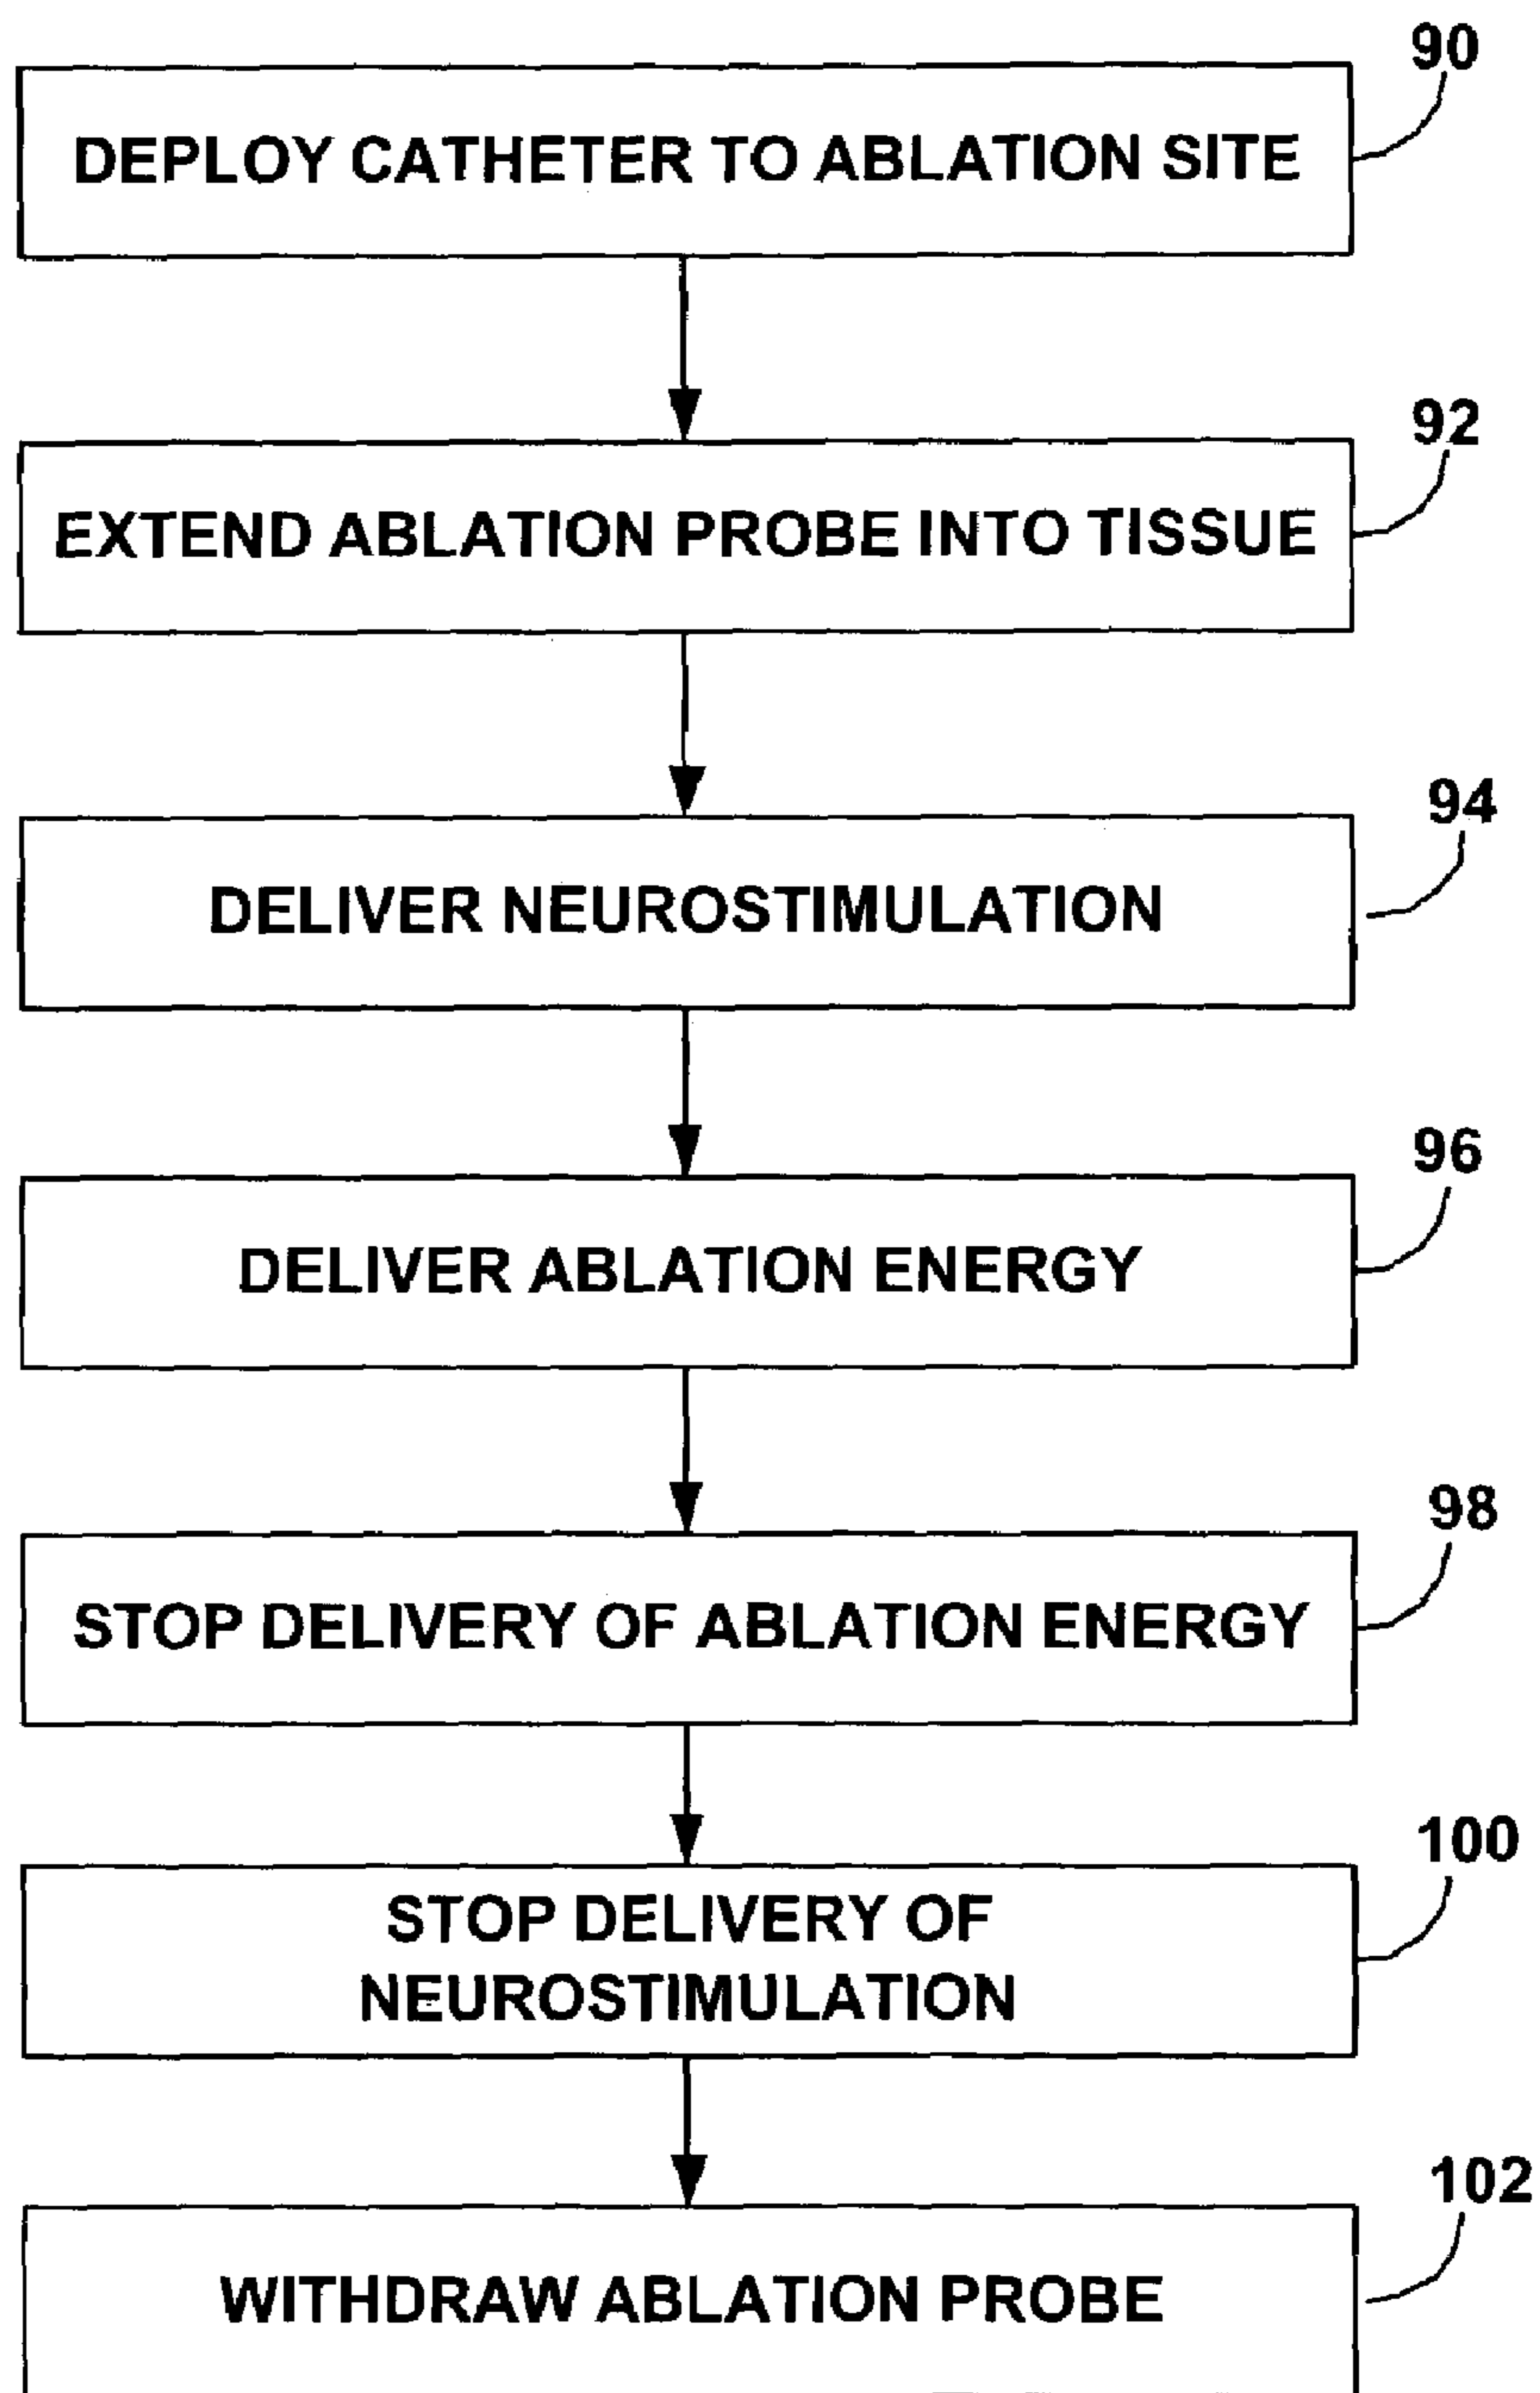 90
DEPLOY CATHETER TO ABLATION SITE
92
EXTEND ABLATION PROBE INTO TISSUE
94
DELIVER NEUROSTIMULATION
96
DELIVER ABLATION ENERGY
98
STOP DELIVERY OF ABLATION ENERGY
100
STOP DELIVERY OF
NEUROSTIMULATION
102
WITHDRAW ABLATION PROBE